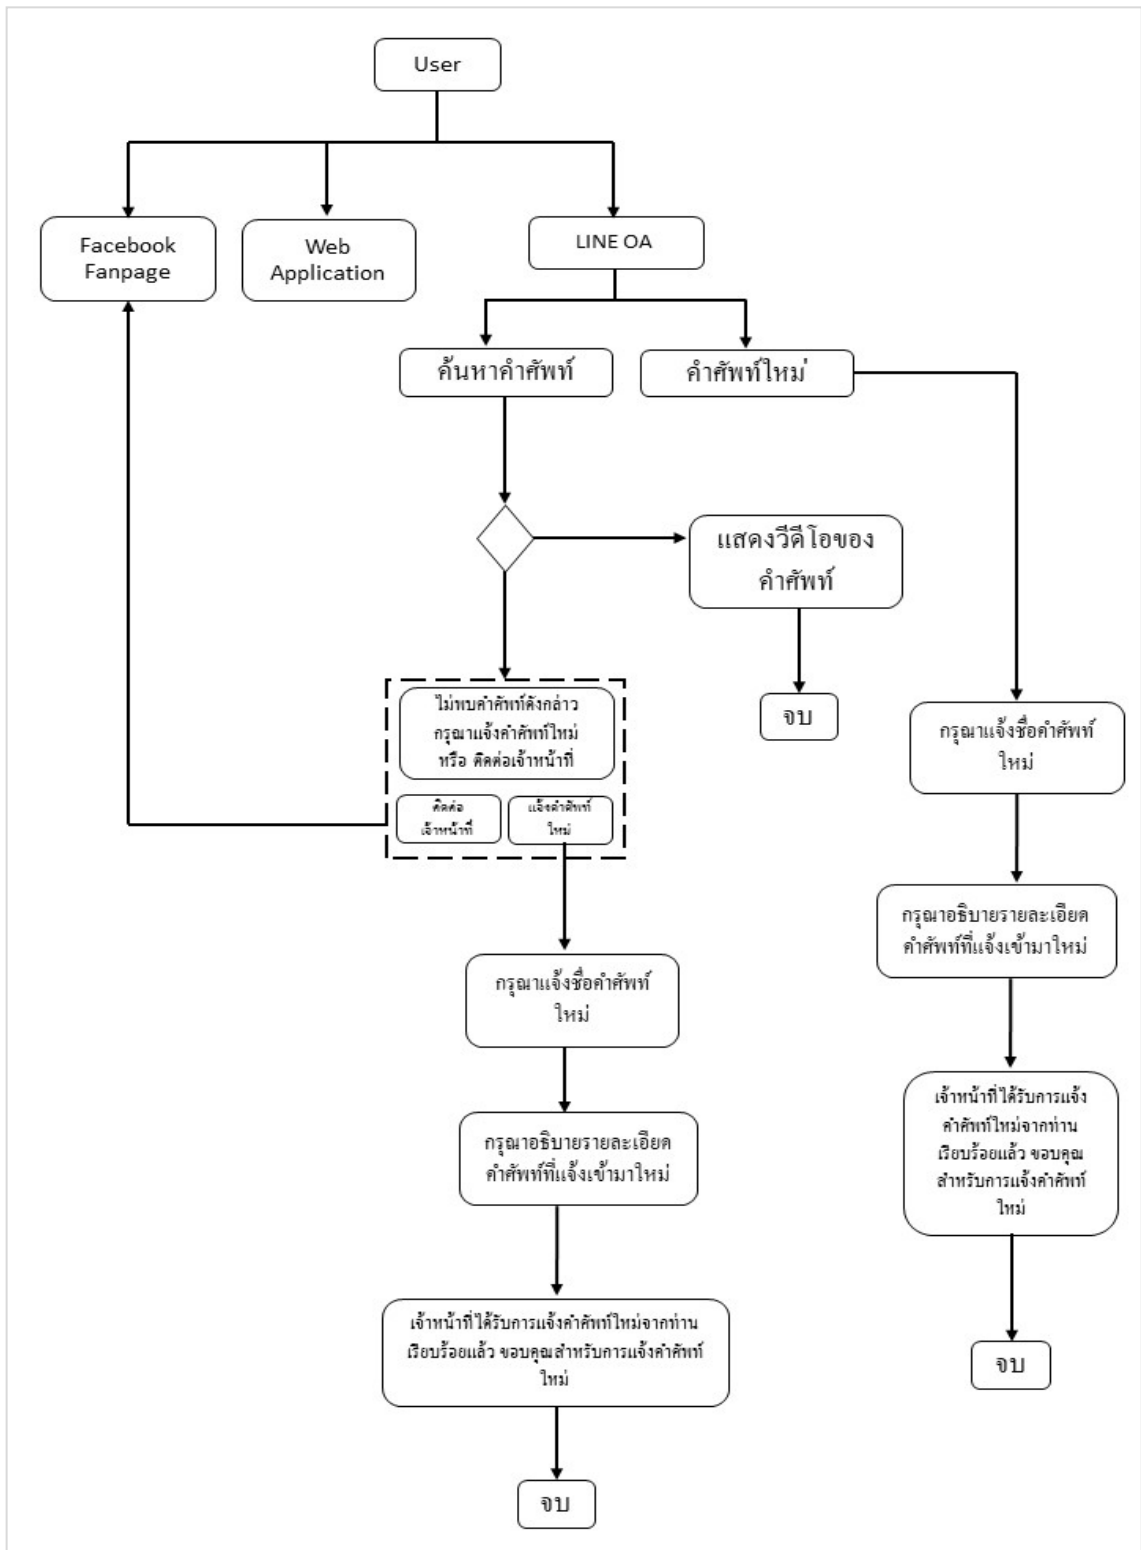 User
Facebook
Fanpage
Web
Application
LINE OA
ค้นหาคำศัพท์
คำศัพท์ใหม่
แสดงวีดีโอของ
คำศัพท์
ไม่พบคำศัพท์ดังกล่าว
กรุณาแจ้งคำศัพท์ใหม่
หรือ ติดต่อเจ้าหน้าที่
จบ
กรุณาแจ้งชื่อคำศัพท์
ใหม่
ติดต่อ
เจ้าหน้าที่
แจ้งคำศัพท์
ใหม่
กรุณาอธิบายรายละเอียด
คำศัพท์ที่แจ้งเข้ามาใหม่
กรุณาแจ้งชื่อคำศัพท์
ใหม่
เจ้าหน้าที่ได้รับการแจ้ง
คำศัพท์ใหม่จากท่าน
เรียบร้อยแล้ว ขอบคุณ
สำหรับการแจ้งคำศัพท์
ใหม่
กรุณาอธิบายรายละเอียด
คำศัพท์ที่แจ้งเข้ามาใหม่
เจ้าหน้าที่ได้รับการแจ้งคำศัพท์ใหม่จากท่าน
เรียบร้อยแล้ว ขอบคุณสำหรับการแจ้งคำศัพท์
ใหม่
จบ
จบ